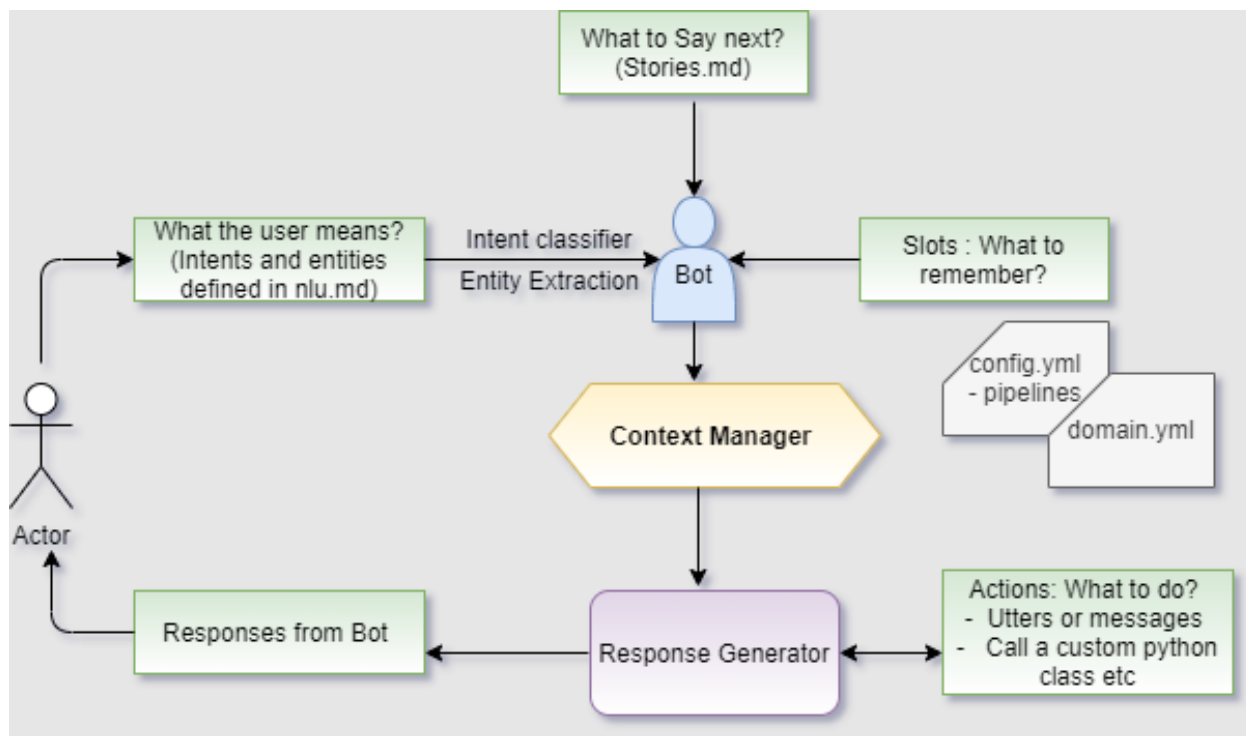 What to Say next?
(Stories.md)
What the user means?
(Intents and entities
defined in nlu.md)
Intent classifier
Entity Extraction
Bot
Slots : What to
remember?
config.yml
- pipelines
domain.yml
Context Manager
Actor
Responses from Bot
Response Generator
Actions: What to do?
- Utters or messages
- Call a custom python
class etc